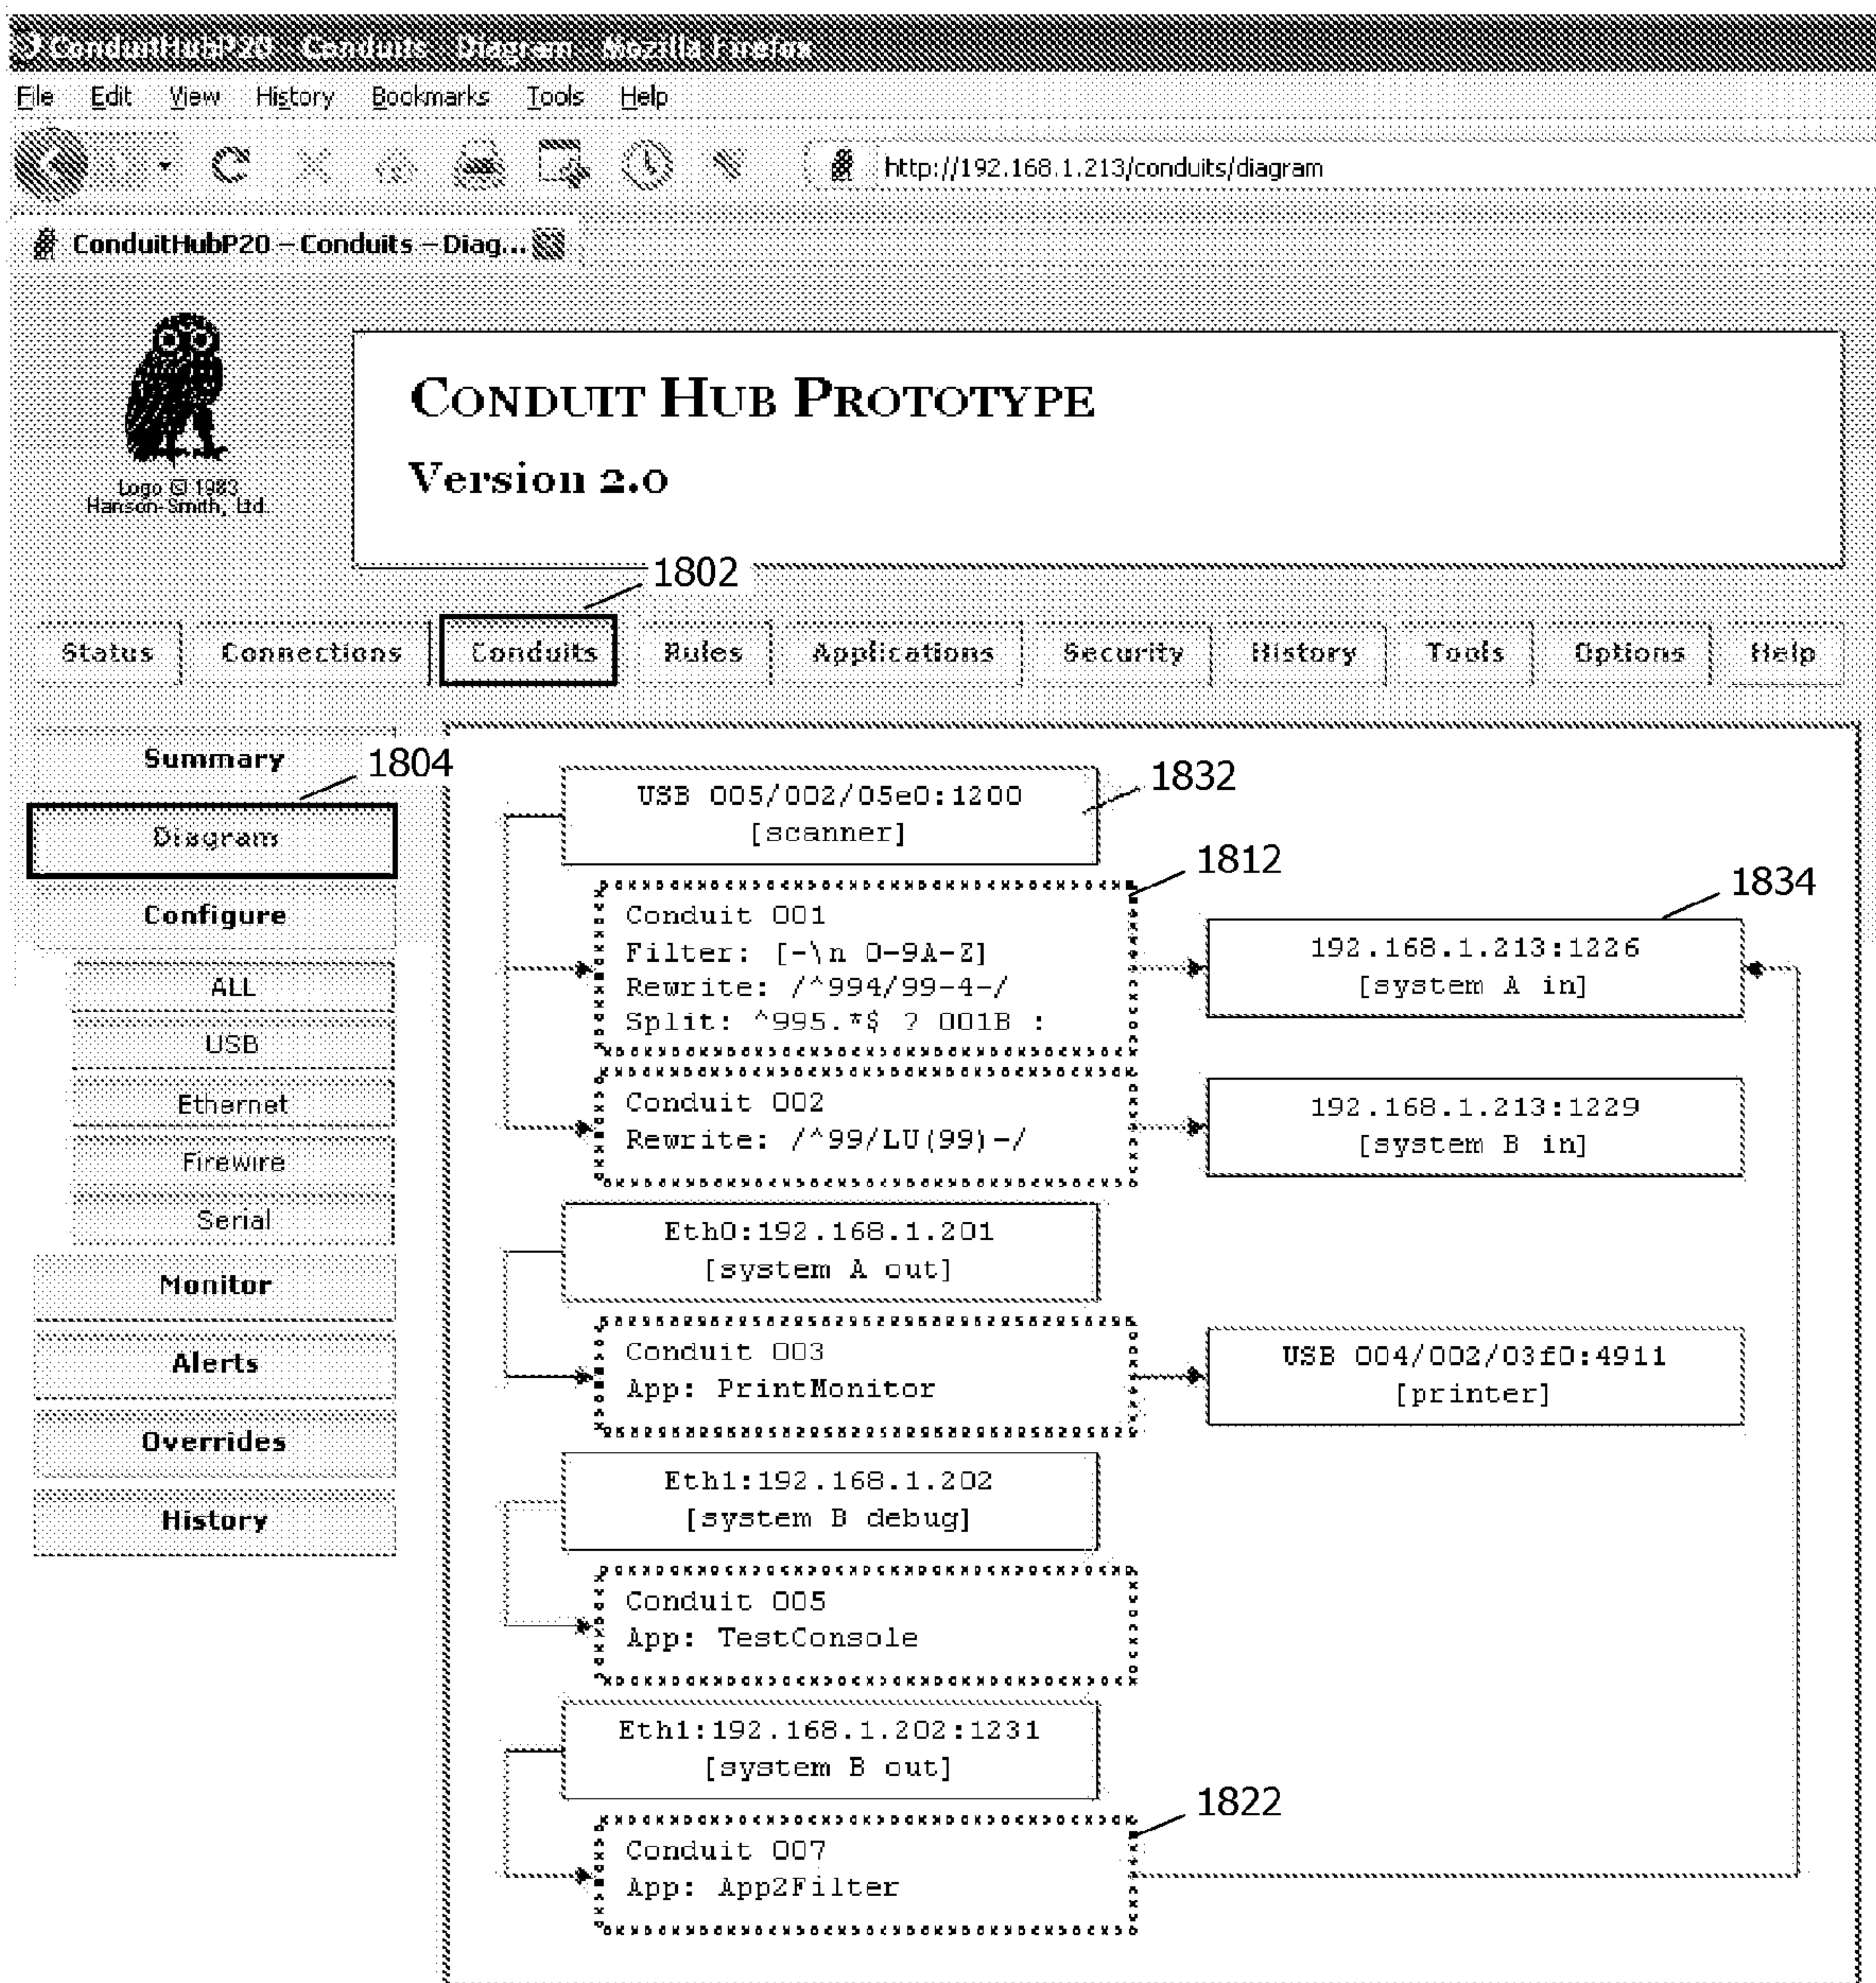 ConduitHubP20 - Conduits - Diagram - Mozilla Firefox
File Edit View History Bookmarks Tools Help
http://192.168.1.213/conduits/diagram
ConduitHubP20 – Conduits – Diag...
Logo © 1983
Hanson-Smith, Ltd.
CONDUIT HUB PROTOTYPE
Version 2.0
1802
Status Connections Conduits Rules Applications Security History Tools Options Help
Summary
1804
Diagram
Configure
ALL
USB
Ethernet
Firewire
Serial
Monitor
Alerts
Overrides
History
USB 005/002/05e0:1200
[scanner]
1832
1812
Conduit 001
Filter: [-\n 0-9A-Z]
Rewrite: /^994/99-4-/
Split: ^995.*$ ? 001B :
1834
192.168.1.213:1226
[system A in]
Conduit 002
Rewrite: /^99/LU(99)-/
192.168.1.213:1229
[system B in]
Eth0:192.168.1.201
[system A out]
Conduit 003
App: PrintMonitor
USB 004/002/03f0:4911
[printer]
Eth1:192.168.1.202
[system B debug]
Conduit 005
App: TestConsole
Eth1:192.168.1.202:1231
[system B out]
1822
Conduit 007
App: App2Filter